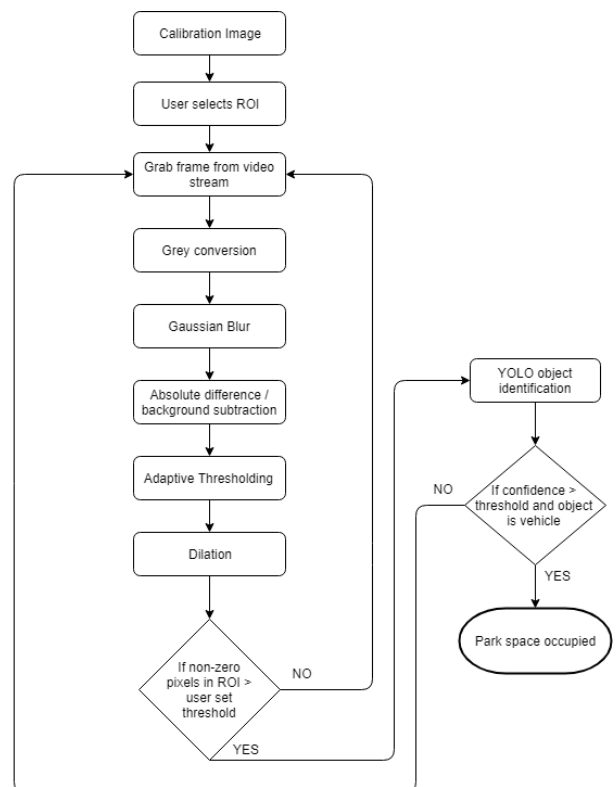 Calibration Image
User selects ROI
Grab frame from video
stream
Grey conversion
Gaussian Blur
Absolute difference /
background subtraction
Adaptive Thresholding
Dilation
If non-zero
pixels in ROI >
user set
threshold
NO
YES
YOLO object
identification
If confidence >
threshold and object
is vehicle
NO
YES
Park space occupied